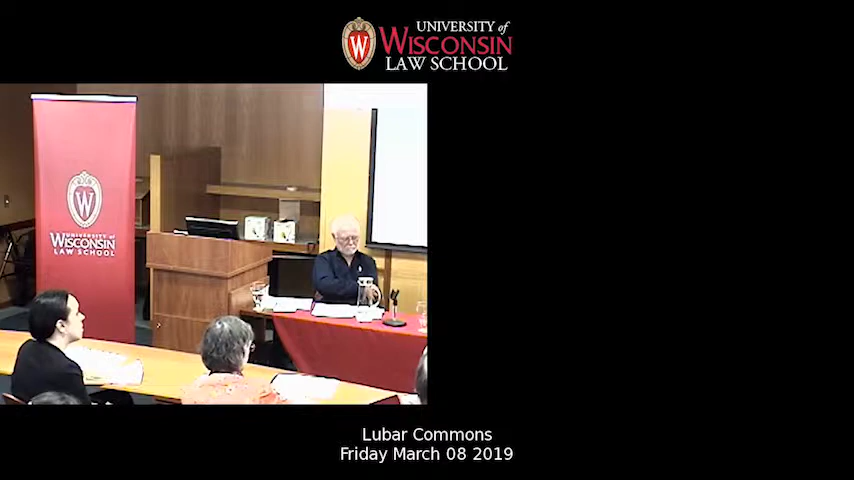 UNIVERSITY of
WISCONSIN
LAW SCHOOL
W
W
UNIVERSITY of
WISCONSIN
LAW SCHOOL
Lubar Commons
Friday March 08 2019